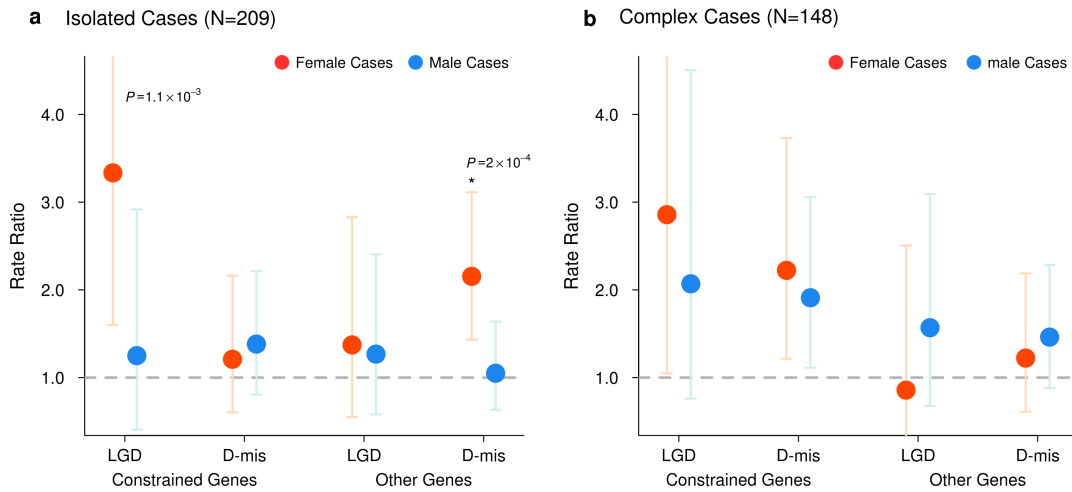 a Isolated Cases (N=209)
Female Cases Male Cases
P=1.1×10⁻³
P=2×10⁻⁴
*
Rate Ratio
4.0
3.0
2.0
1.0
LGD D-mis LGD D-mis
Constrained Genes Other Genes
b Complex Cases (N=148)
Female Cases male Cases
Rate Ratio
4.0
3.0
2.0
1.0
LGD D-mis LGD D-mis
Constrained Genes Other Genes